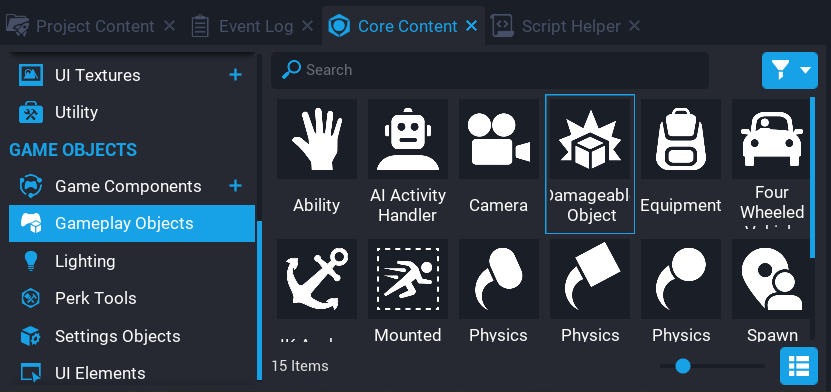 Project Content
Event Log
Core Content
Script Helper
UI Textures
Utility
GAME OBJECTS
Game Components
Gameplay Objects
Lighting
Perk Tools
Settings Objects
UI Elements
Search
Ability
AI Activity
Handler
Camera
Damageabl
Object
Equipment
Four
Wheeled
Mounted
Physics
Physics
Physics
Spawn
15 Items